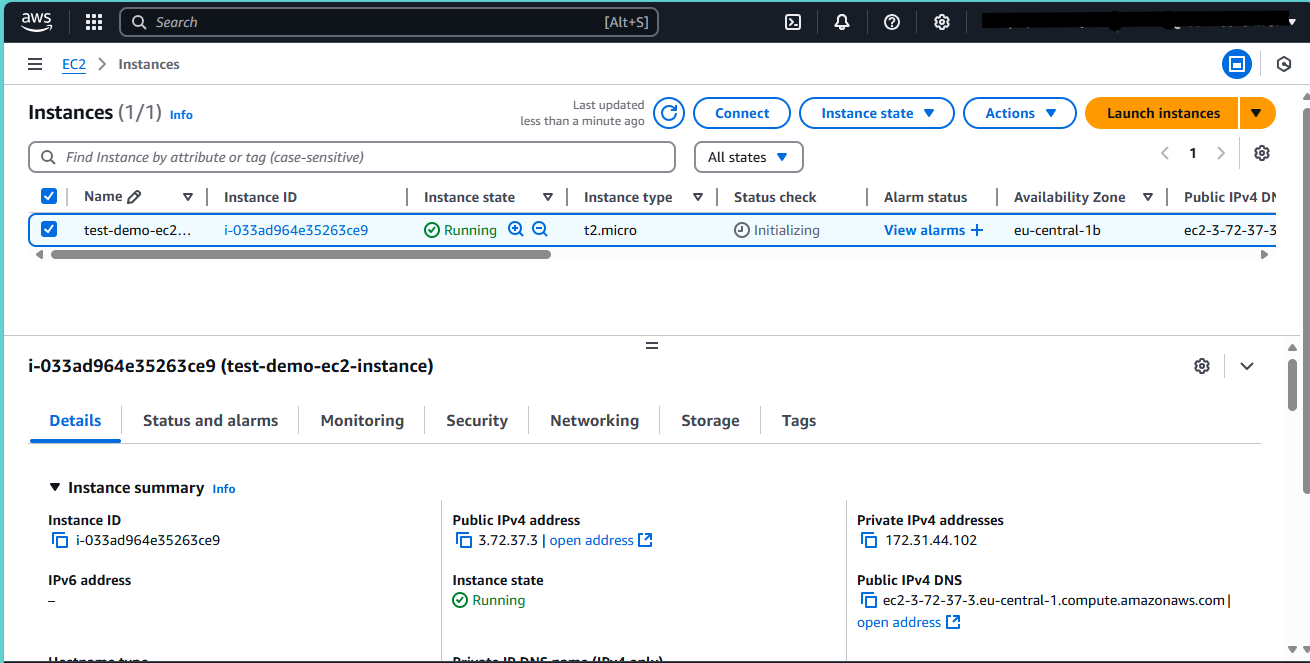 aws Search [Alt+S]
EC2 Instances
Instances (1/1) Info
Last updated
less than a minute ago
Connect Instance state Actions Launch instances
Find Instance by attribute or tag (case-sensitive) All states 1
Name Instance ID Instance state Instance type Status check Alarm status Availability Zone Public IPv4 DN
test-demo-ec2... i-033ad964e35263ce9 Running t2.micro Initializing View alarms + eu-central-1b ec2-3-72-37-3
i-033ad964e35263ce9 (test-demo-ec2-instance)
Details Status and alarms Monitoring Security Networking Storage Tags
Instance summary Info
Instance ID Public IPv4 address Private IPv4 addresses
i-033ad964e35263ce9 3.72.37.3 | open address 172.31.44.102
IPv6 address Instance state Public IPv4 DNS
– Running ec2-3-72-37-3.eu-central-1.compute.amazonaws.com |
open address
Hostname type Private IP DNS name (IPv4 only)